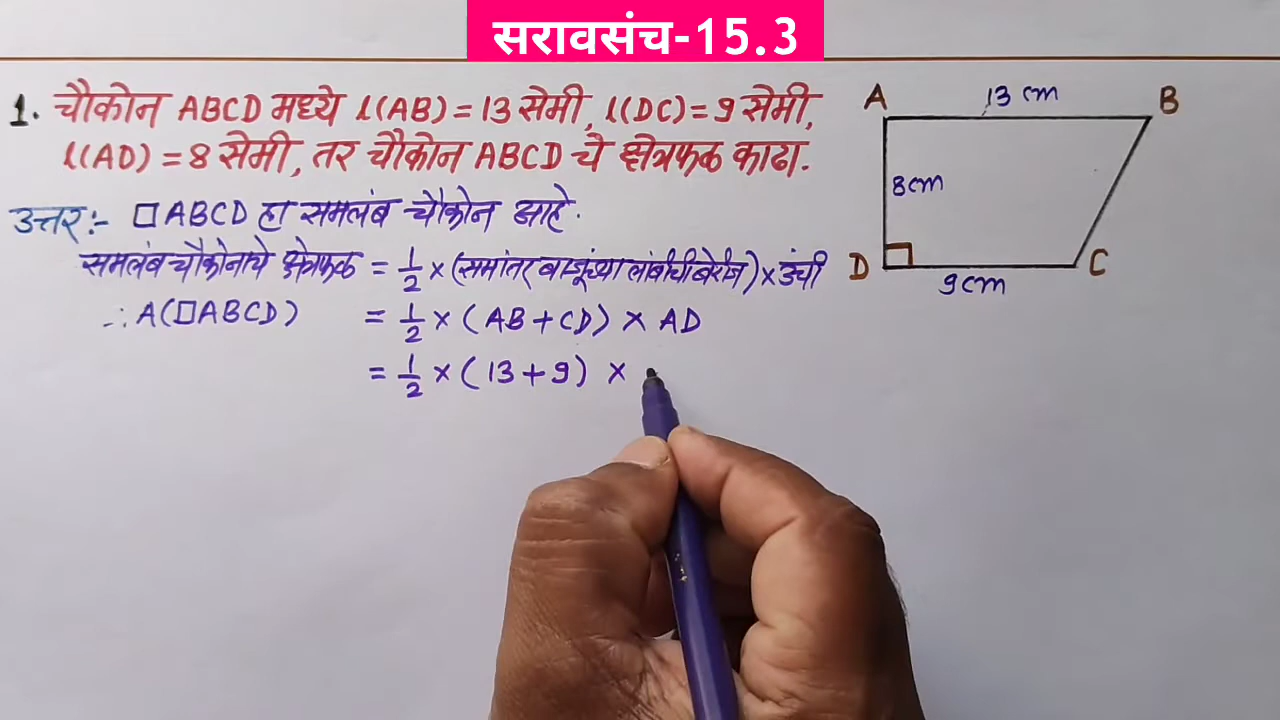 सरावसंच-15.3
1. चौकोन ABCD मध्ये l(AB) = 13 सेमी, l(DC) = 9 सेमी,
l(AD) = 8 सेमी, तर चौकोन ABCD चे क्षेत्रफळ काढा.
उत्तर:- □ABCD हा समलंब चौकोन आहे.
समलंब चौकोनाचे क्षेत्रफळ = 1/2 × (समांतर बाजूंच्या लांबीची बेरीज) × उंची
∴ A(□ABCD) = 1/2 × (AB + CD) × AD
= 1/2 × (13 + 9) ×
A 13 cm B
8cm
D C
9cm